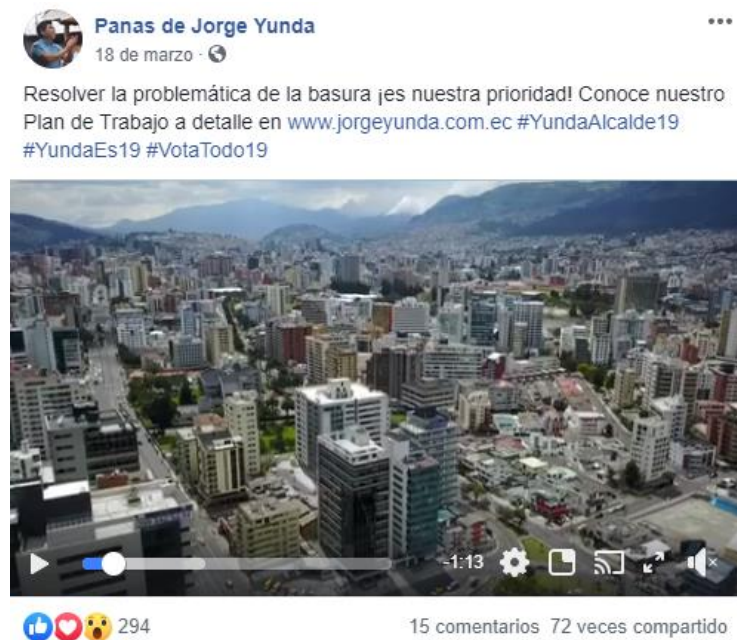 Panas de Jorge Yunda
18 de marzo ·
Resolver la problemática de la basura ¡es nuestra prioridad! Conoce nuestro
Plan de Trabajo a detalle en www.jorgeyunda.com.ec #YundaAlcalde19
#YundaEs19 #VotaTodo19
-1:13
294
15 comentarios 72 veces compartido